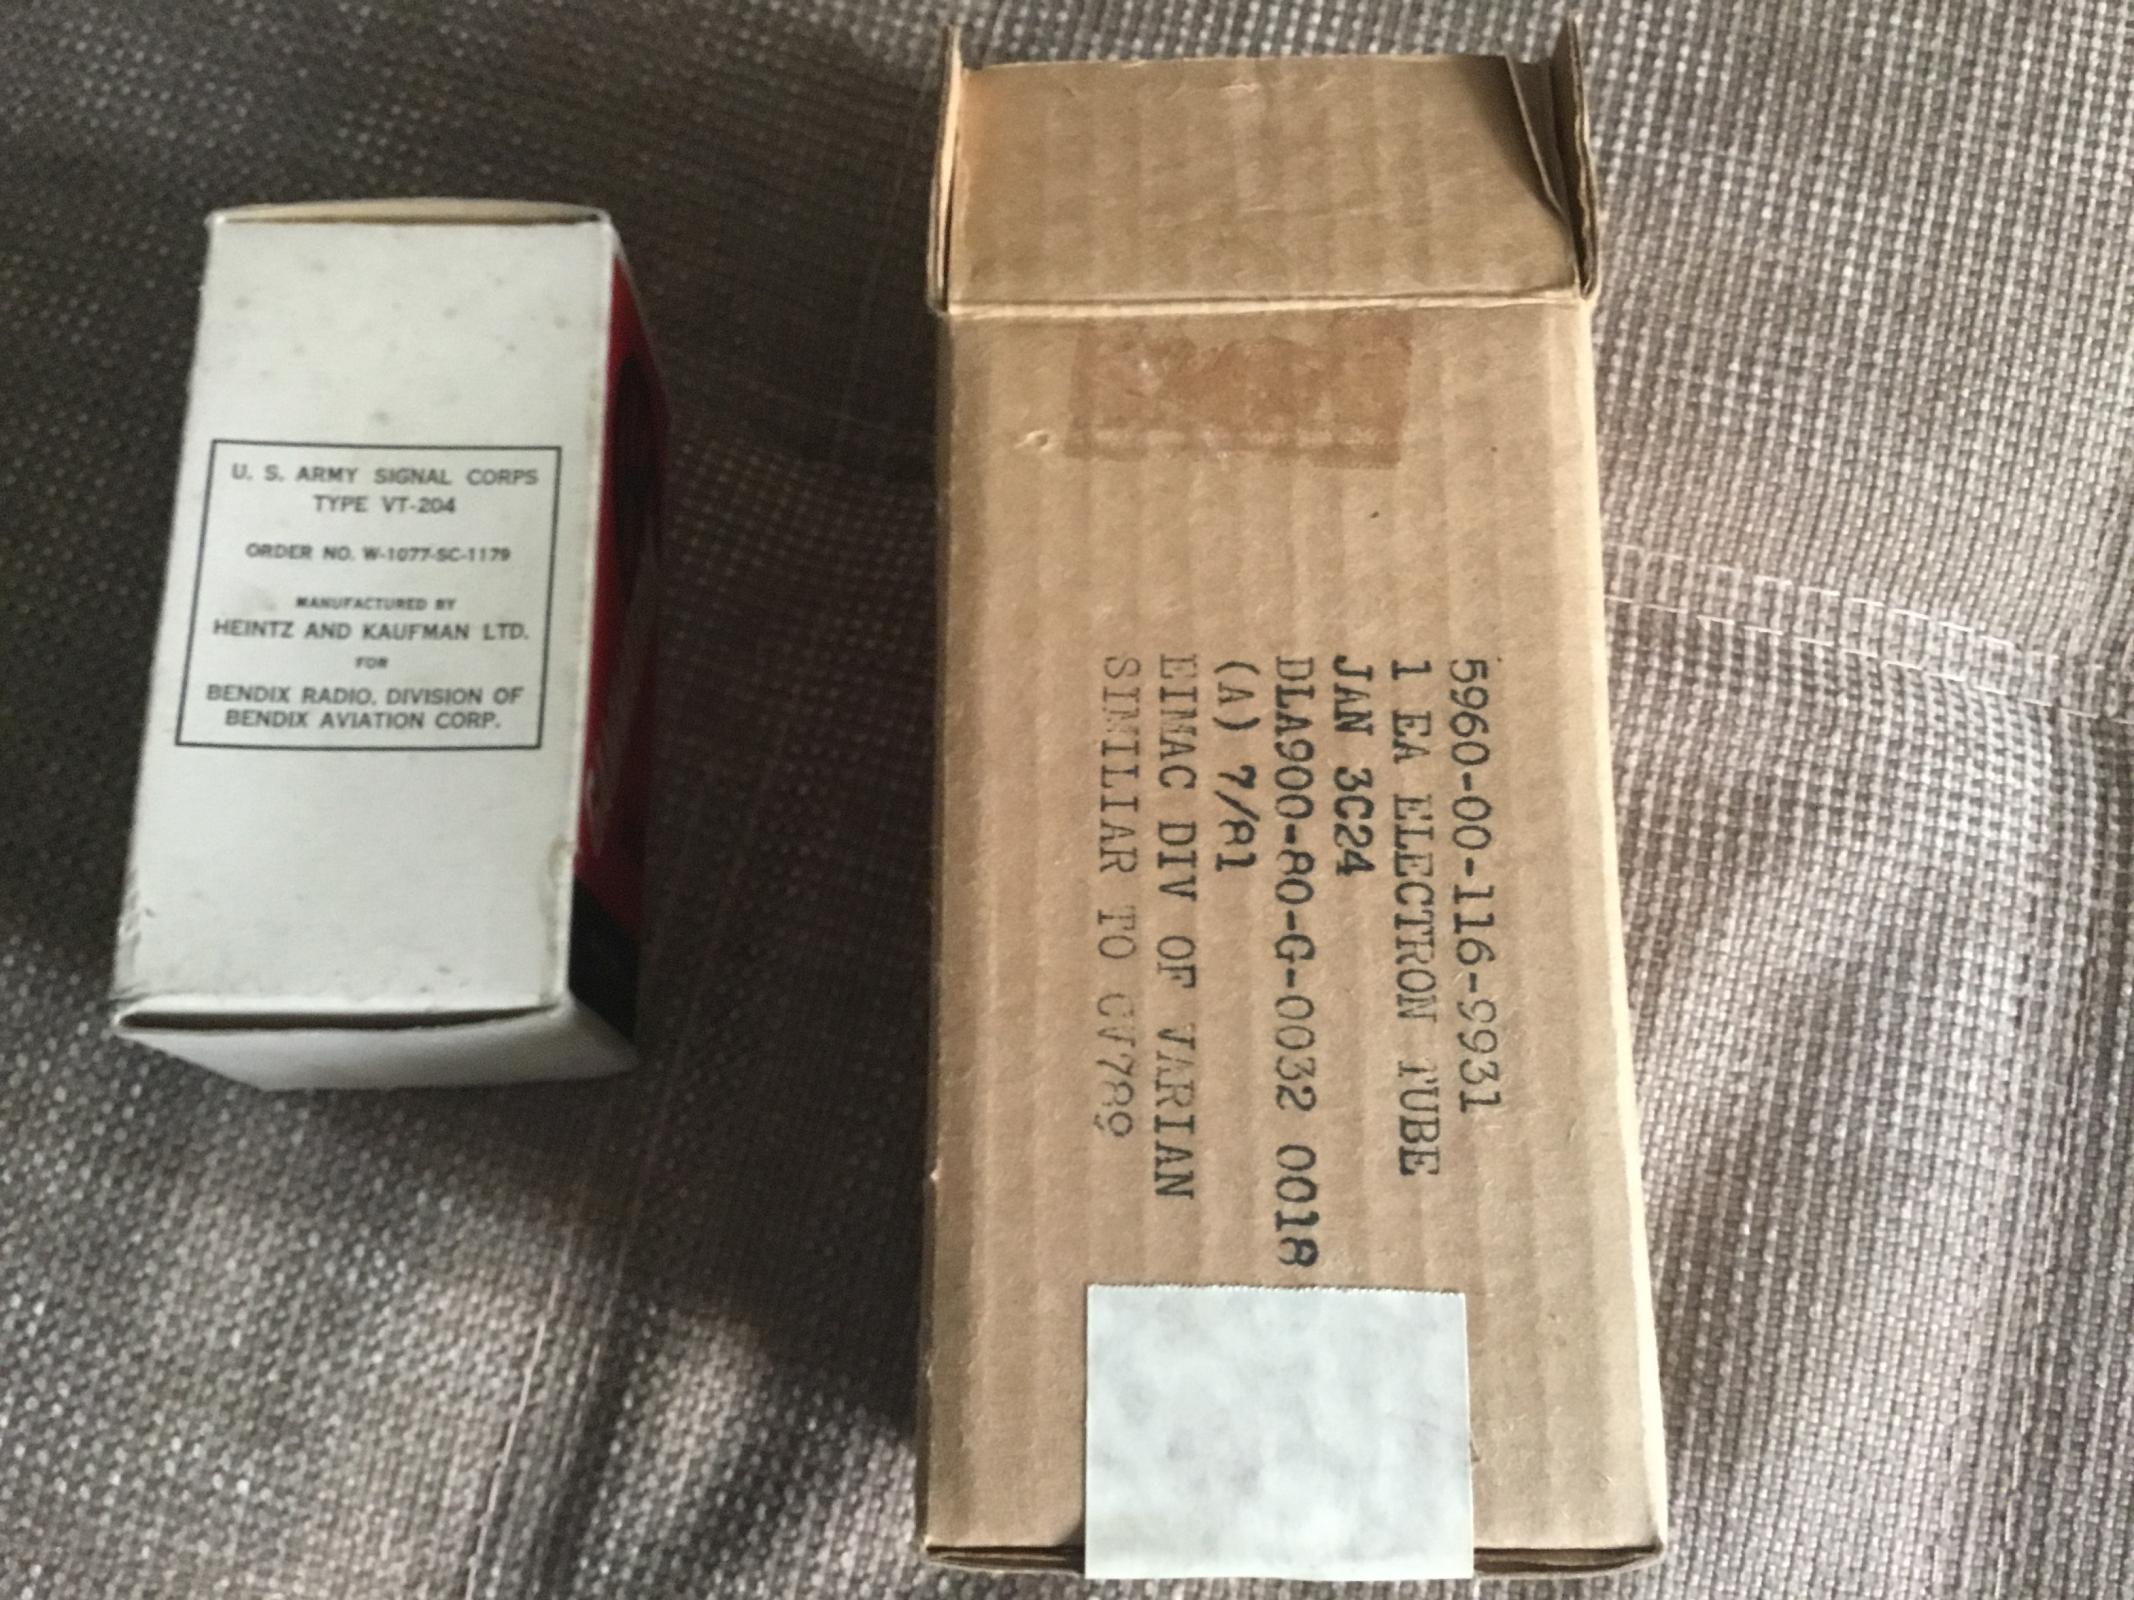 U. S. ARMY SIGNAL CORPS
TYPE VT-204
ORDER NO. W-1077-SC-1179
MANUFACTURED BY
HEINTZ AND KAUFMAN LTD.
FOR
BENDIX RADIO, DIVISION OF
BENDIX AVIATION CORP.
5960-00-116-9931
1 EA ELECTRON TUBE
JAN 3C24
DLA900-80-G-0032 0018
(A) 7/81
EIMAC DIV OF VARIAN
SIMILIAR TO CV789